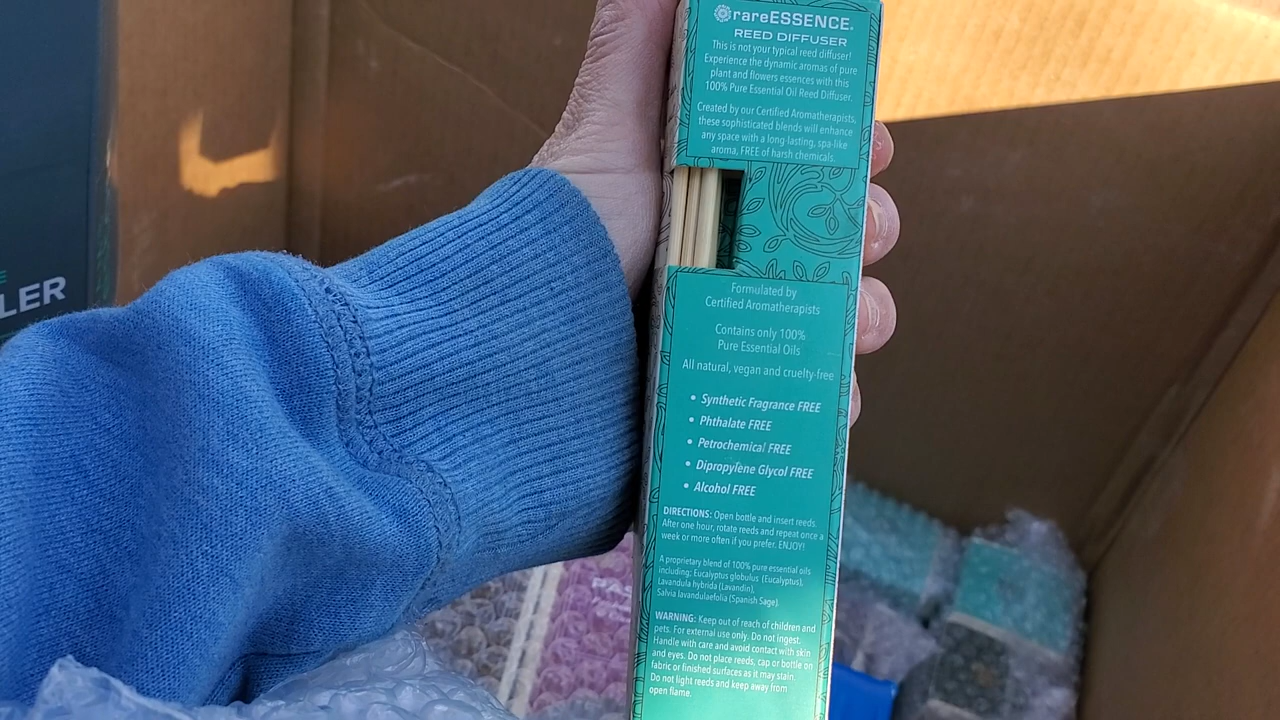 rareESSENCE.
REED DIFFUSER
This is not your typical reed diffuser!
Experience the dynamic aromas of pure
plant and flowers essences with this
100% Pure Essential Oil Reed Diffuser.
Created by our Certified Aromatherapists,
these sophisticated blends will enhance
any space with a long-lasting, spa-like
aroma, FREE of harsh chemicals.
Formulated by
Certified Aromatherapists
Contains only 100%
Pure Essential Oils
All natural, vegan and cruelty-free
• Synthetic Fragrance FREE
• Phthalate FREE
• Petrochemical FREE
• Dipropylene Glycol FREE
• Alcohol FREE
DIRECTIONS: Open bottle and insert reeds.
After one hour, rotate reeds and repeat once a
week or more often if you prefer. ENJOY!
A proprietary blend of 100% pure essential oils
including; Eucalyptus globulus (Eucalyptus),
Lavandula hybrida (Lavandin),
Salvia lavandulaefolia (Spanish Sage).
WARNING: Keep out of reach of children and
pets. For external use only. Do not ingest.
Handle with care and avoid contact with skin
and eyes. Do not place reeds, cap or bottle on
fabric or finished surfaces as it may stain.
Do not light reeds and keep away from
open flame.
LER